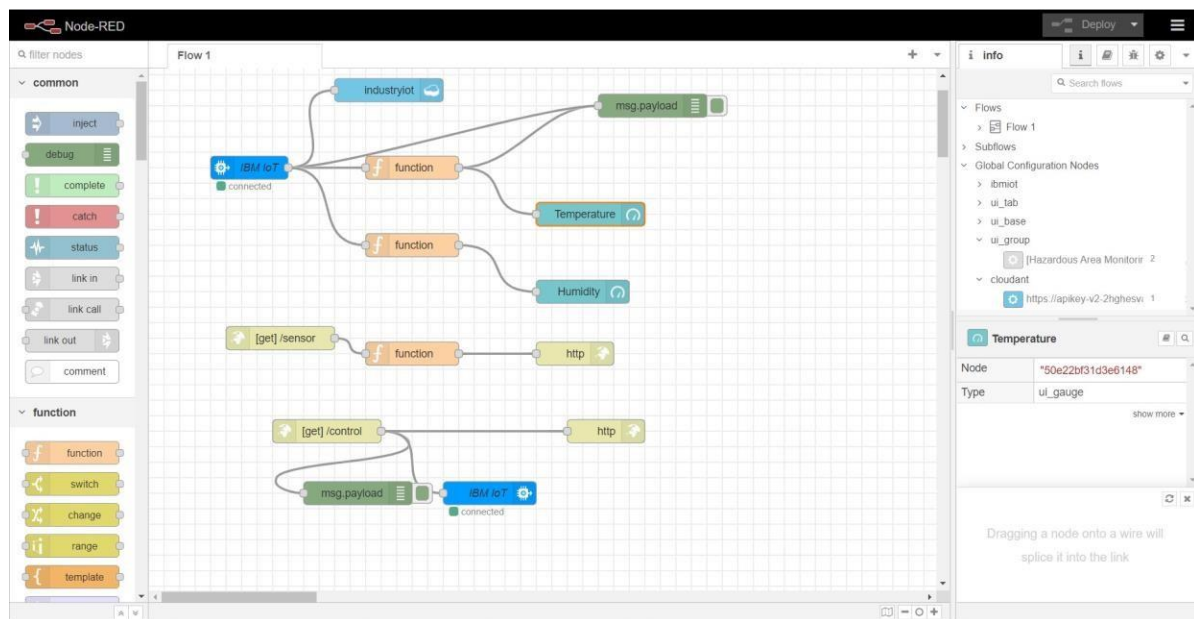 Node-RED
Deploy
filter nodes
Flow 1
info
i
Search flows
common
inject
debug
complete
catch
status
link in
link call
link out
comment
function
function
switch
change
range
template
industryiot
msg.payload
IBM IoT
connected
function
Temperature
function
Humidity
[get] /sensor
function
http
[get] /control
http
msg.payload
IBM IoT
connected
Flows
Flow 1
Subflows
Global Configuration Nodes
ibmiot
ui_tab
ui_base
ui_group
[Hazardous Area Monitorir 2
cloudant
https://apikey-v2-2hghesv 1
Temperature
Node "50e22bf31d3e6148"
Type ui_gauge
show more
Dragging a node onto a wire will
splice it into the link